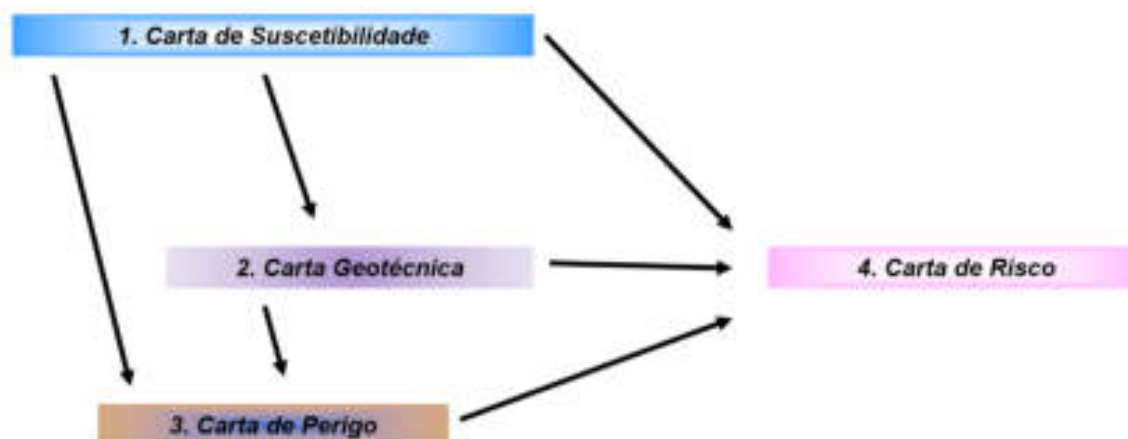 1. Carta de Suscetibilidade
2. Carta Geotécnica
4. Carta de Risco
3. Carta de Perigo